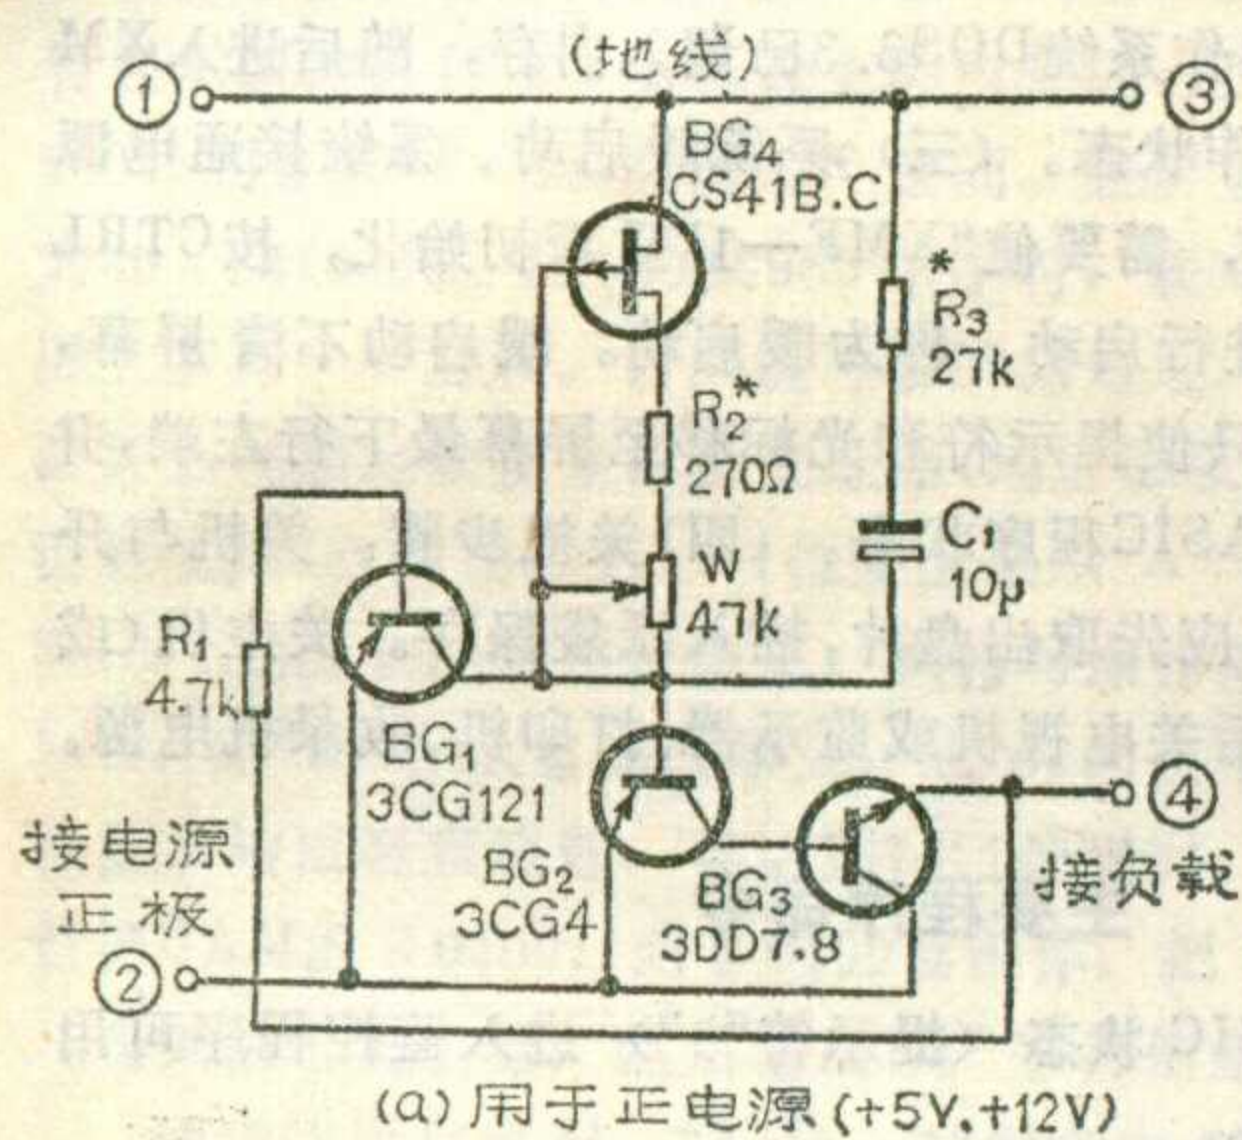 (地线)
①
③
BG₄
CS41B.C
*
R₃
27k
R₂*
270Ω
C₁
10μ
W
47k
R₁
4.7k
BG₁
3CG121
④
接电源
正极
BG₂
3CG4
BG₃
3DD7.8
接负载
②
(a) 用于正电源 (+5V.+12V)